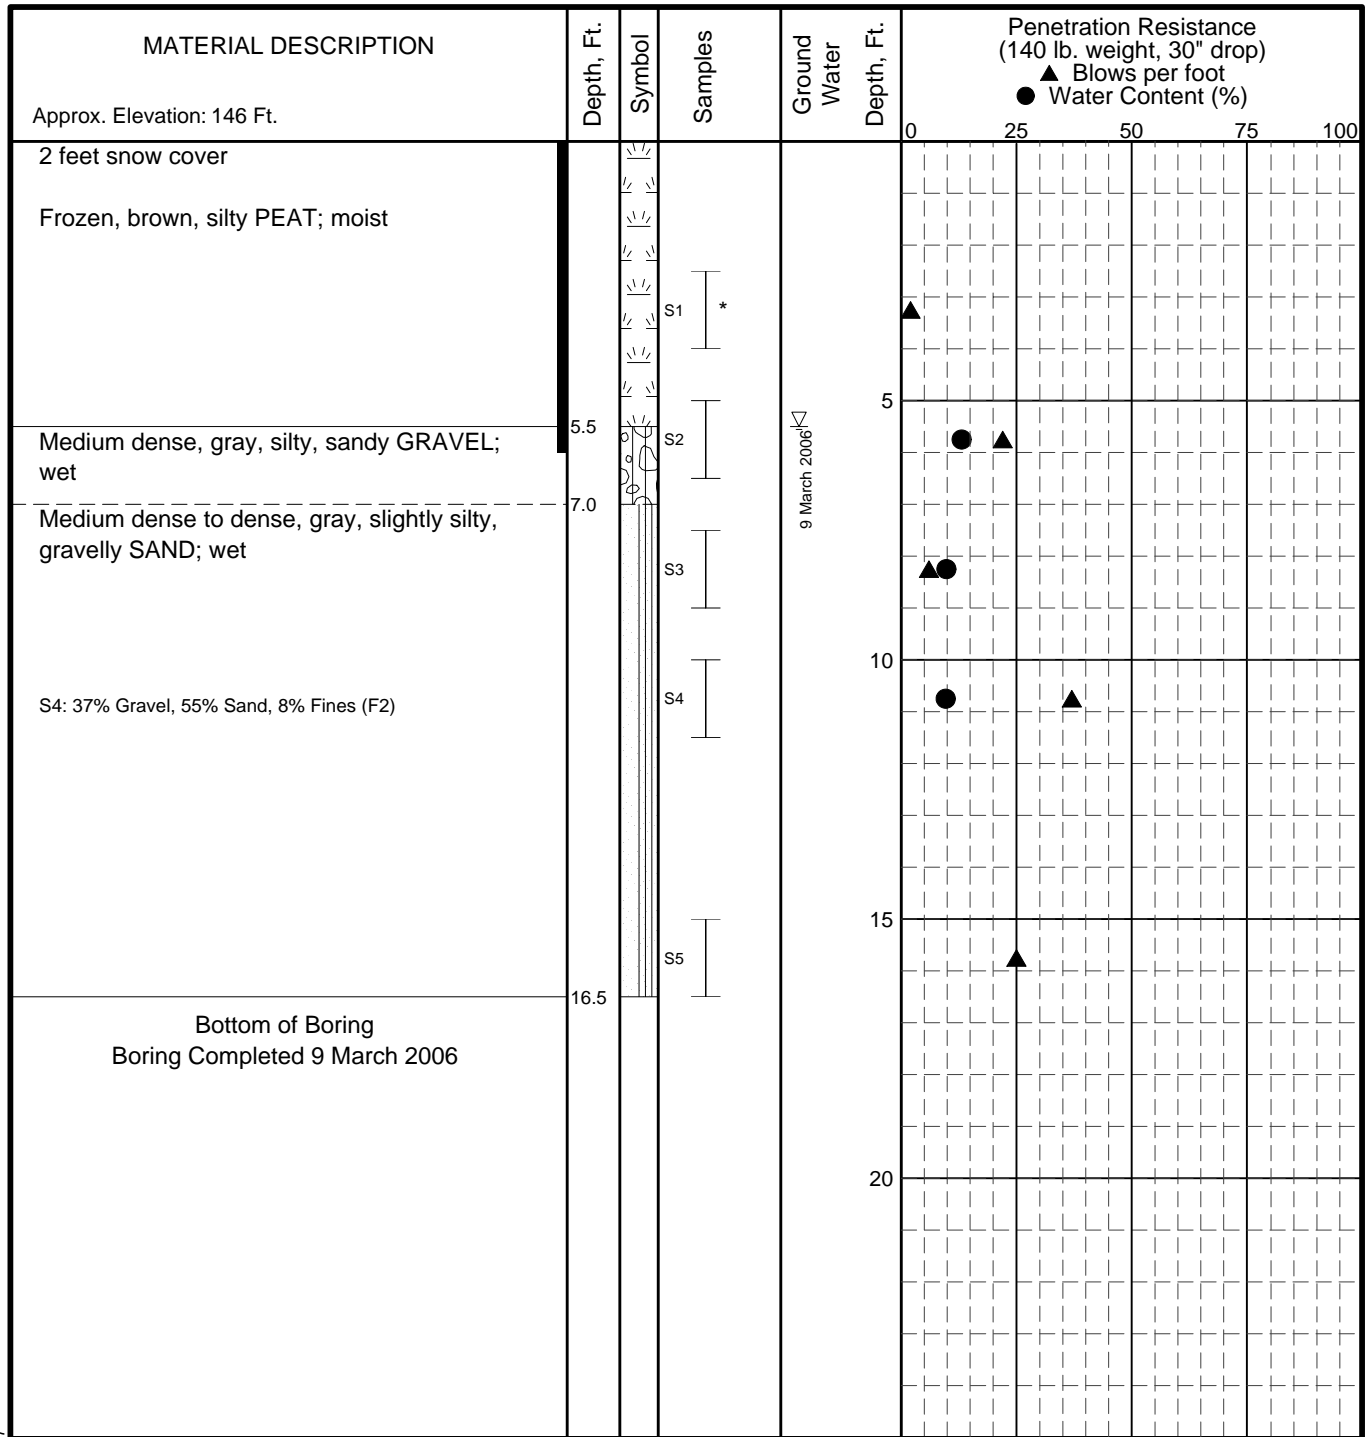 MATERIAL DESCRIPTION
Approx. Elevation: 146 Ft.
Depth, Ft.
Symbol
Samples
Ground
Water
Depth, Ft.
Penetration Resistance
(140 lb. weight, 30" drop)
▲ Blows per foot
● Water Content (%)
0 25 50 75 100
2 feet snow cover
Frozen, brown, silty PEAT; moist
S1 *
5
5.5
Medium dense, gray, silty, sandy GRAVEL;
wet
S2
9 March 2006
7.0
Medium dense to dense, gray, slightly silty,
gravelly SAND; wet
S3
10
S4: 37% Gravel, 55% Sand, 8% Fines (F2)
S4
15
S5
16.5
Bottom of Boring
Boring Completed 9 March 2006
20